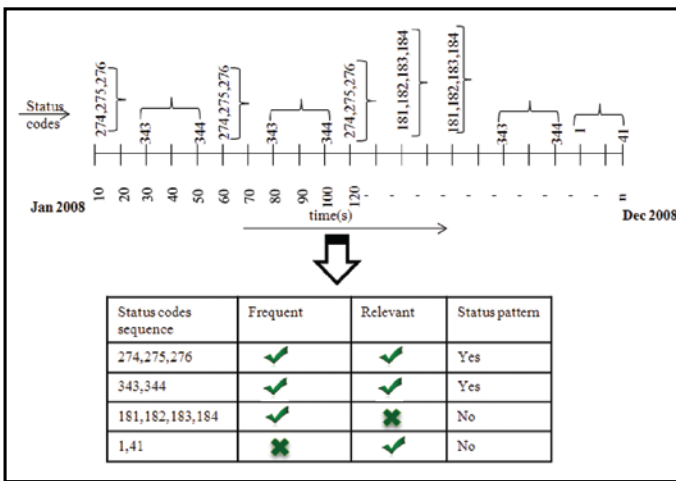 274,275,276
343
344
274,275,276
343
344
274,275,276
181,182,183,184
181,182,183,184
343
344
1
41
Status
codes
10
20
30
40
50
60
70
80
90
100
120
n
Jan 2008
time(s)
Dec 2008
Status codes
sequence
Frequent
Relevant
Status pattern
274,275,276
✔
✔
Yes
343,344
✔
✔
Yes
181,182,183,184
✔
✖
No
1,41
✖
✔
No